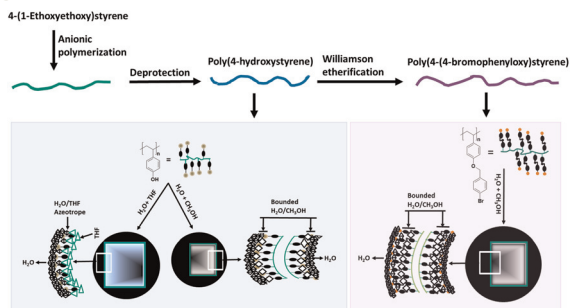 4-(1-Ethoxyethoxy)styrene
Anionic
polymerization
Deprotection
Poly(4-hydroxystyrene)
Williamson
etherification
Poly(4-(4-bromophenyloxy)styrene)
n
=
OH
H₂O+ THF
H₂O + CH₃OH
H₂O/THF
Azeotrope
THF
H₂O
Bounded
H₂O/CH₃OH
H₂O
n
=
O
Br
H₂O + CH₃OH
Bounded
H₂O/CH₃OH
H₂O